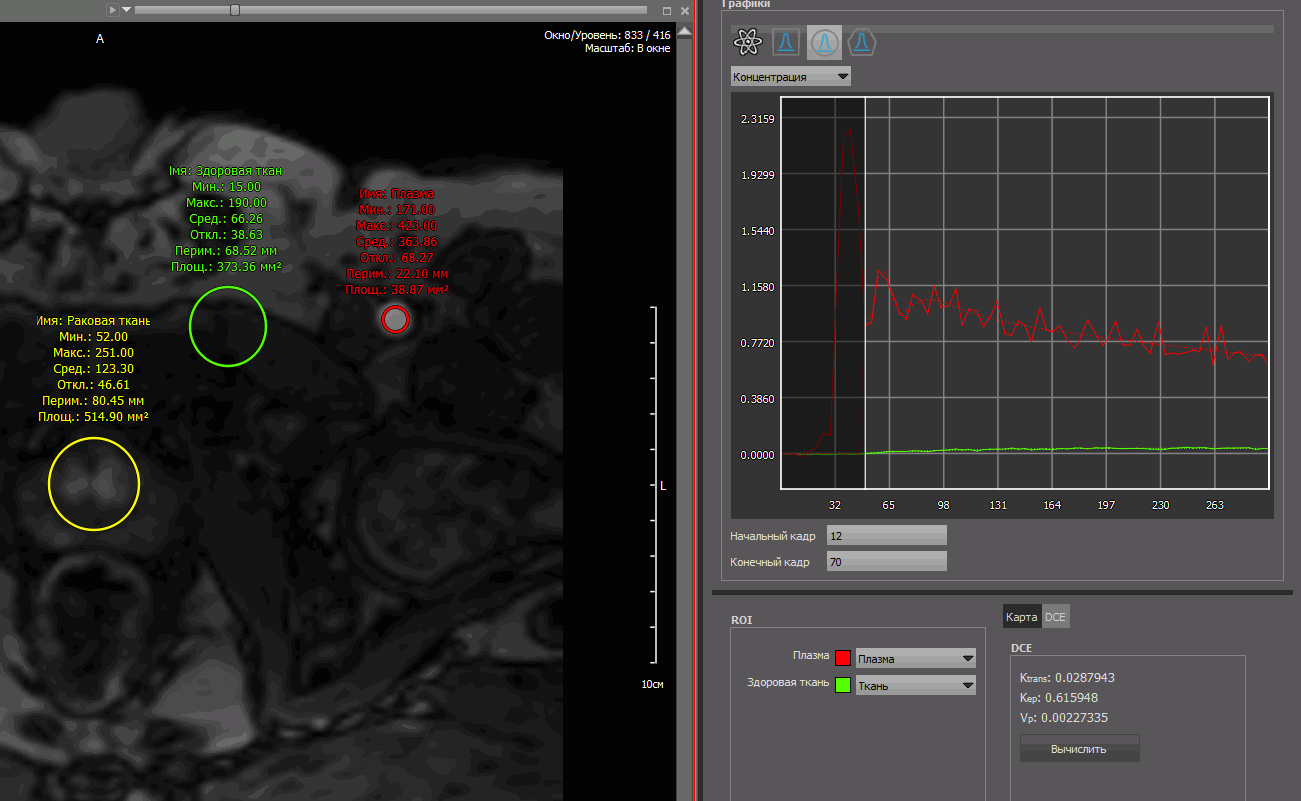 A
Окно/Уровень: 833 / 416
Масштаб: В окне
Імя: Здоровая ткан
Мин.: 15.00
Макс.: 190.00
Сред.: 66.26
Откл.: 38.63
Перим.: 68.52 мм
Площ.: 373.36 мм²
Имя: Плазма
Мин.: 171.00
Макс.: 423.00
Сред.: 363.86
Откл.: 68.27
Перим.: 22.10 мм
Площ.: 38.87 мм²
Имя: Раковая ткань
Мин.: 52.00
Макс.: 251.00
Сред.: 123.30
Откл.: 46.61
Перим.: 80.45 мм
Площ.: 514.90 мм²
L
10см
Графики
Концентрация
2.3159
1.9299
1.5440
1.1580
0.7720
0.3860
0.0000
32 65 98 131 164 197 230 263
Начальный кадр 12
Конечный кадр 70
ROI
Плазма Плазма
Здоровая ткань Ткань
Карта DCE
DCE
Ktrans: 0.0287943
Kep: 0.615948
Vp: 0.00227335
Вычислить